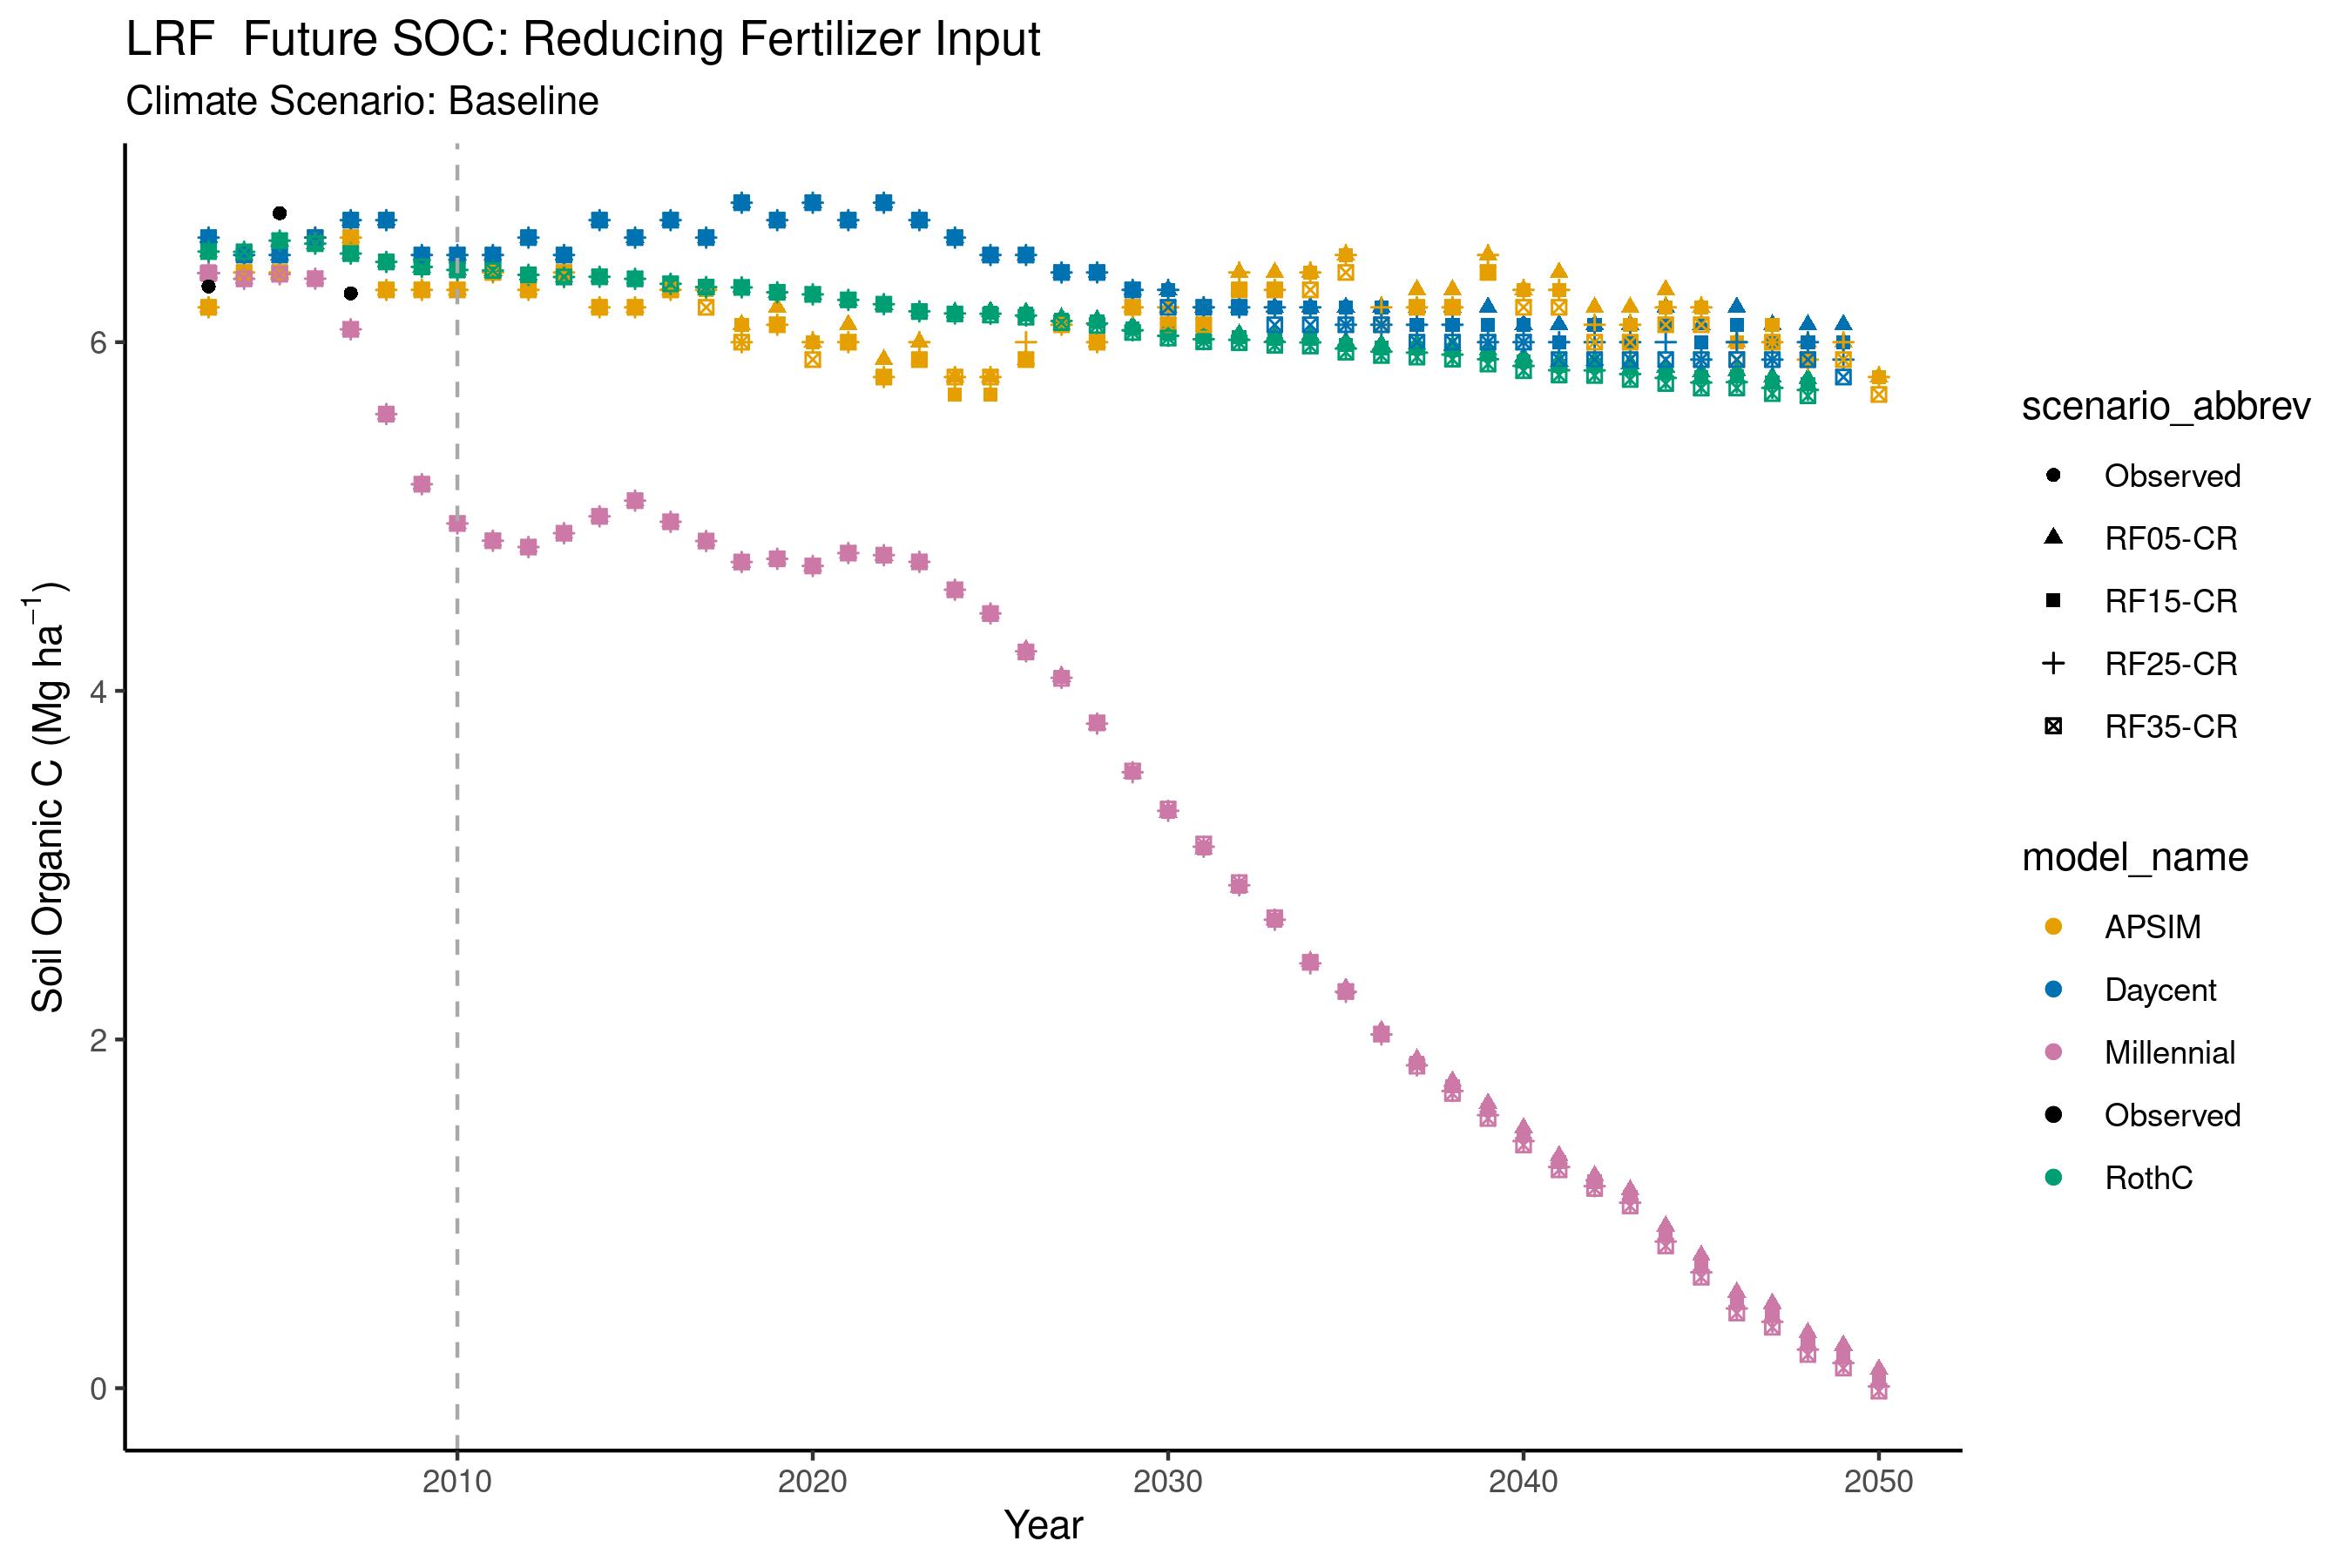 LRF  Future SOC: Reducing Fertilizer Input
Climate Scenario: Baseline
Soil Organic C (Mg ha⁻¹)
6
4
2
0
2010
2020
2030
2040
2050
Year
scenario_abbrev
Observed
RF05-CR
RF15-CR
RF25-CR
RF35-CR
model_name
APSIM
Daycent
Millennial
Observed
RothC